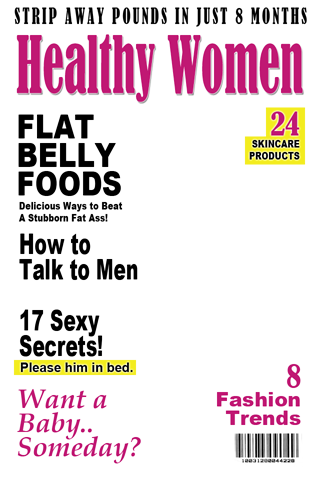 STRIP AWAY POUNDS IN JUST 8 MONTHS
Healthy Women
FLAT
BELLY
FOODS
Delicious Ways to Beat
A Stubborn Fat Ass!
24
SKINCARE
PRODUCTS
How to
Talk to Men
17 Sexy
Secrets!
Please him in bed.
Want a
Baby..
Someday?
8
Fashion
Trends